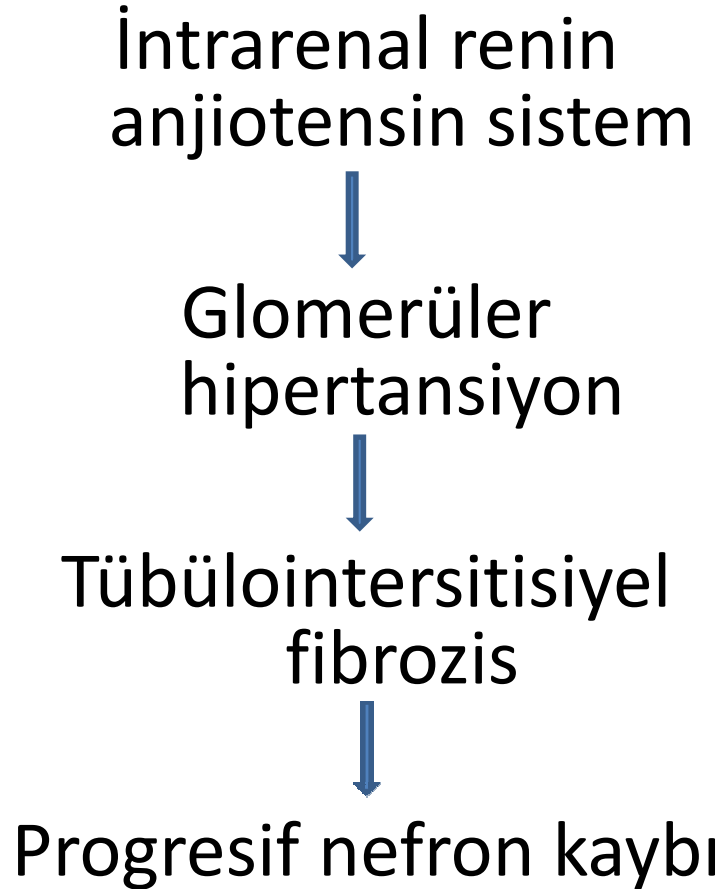 İntrarenal renin
anjiotensin sistem
Glomerüler
hipertansiyon
Tübülointersitisiyel
fibrozis
Progresif nefron kaybı